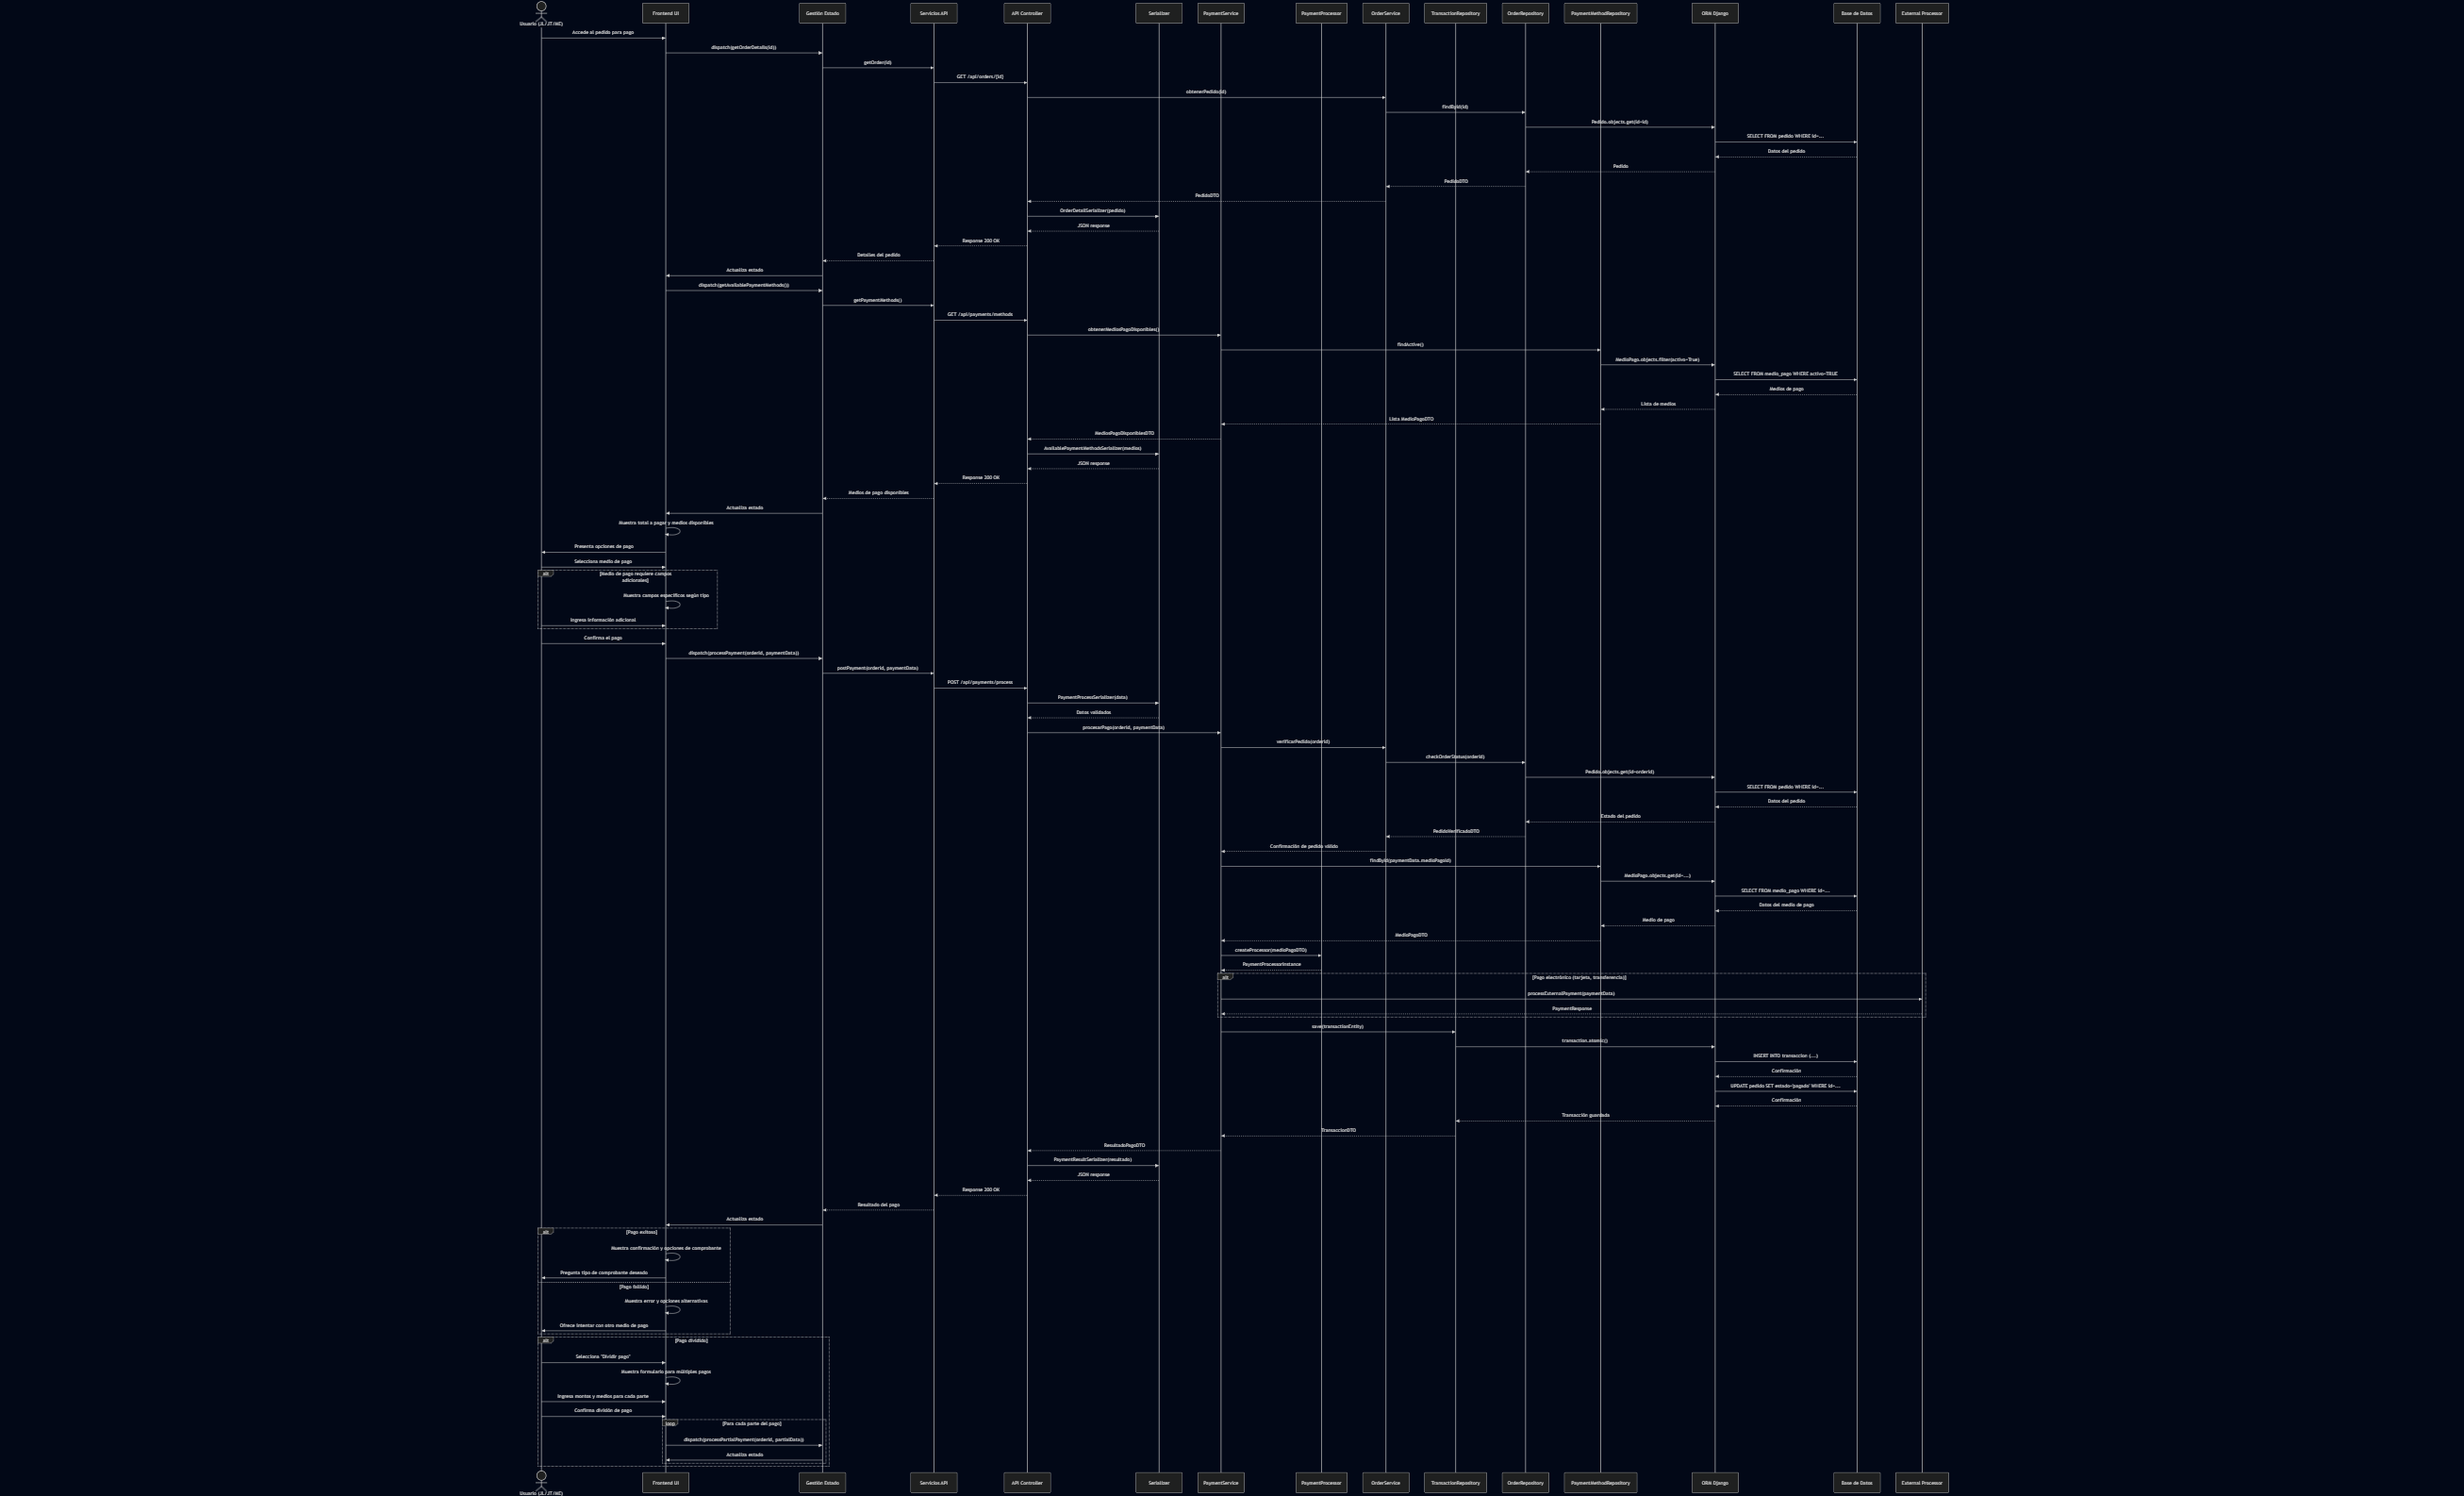 Frontend UI
Gestión Estado
Servicios API
API Controller
Serializer
PaymentService
PaymentProcessor
OrderService
TransactionRepository
OrderRepository
PaymentMethodRepository
ORM Django
Base de Datos
External Processor
Accede al pedido para pago
dispatch(getOrderDetails(id))
getOrder(id)
GET /api/orders/{id}
obtenerPedido(id)
findById(id)
Pedido.objects.get(id=id)
SELECT FROM pedido WHERE id=...
Datos del pedido
Pedido
PedidoDTO
PedidoDTO
OrderDetailSerializer(pedido)
JSON response
Response 200 OK
Detalles del pedido
Actualiza estado
dispatch(getAvailablePaymentMethods())
getPaymentMethods()
GET /api/payments/methods
obtenerMediosPagoDisponibles()
findActive()
MedioPago.objects.filter(activo=True)
SELECT FROM medio_pago WHERE activo=TRUE
Medios de pago
Lista de medios
Lista MedioPagoDTO
MediosPagoDisponiblesDTO
AvailablePaymentMethodsSerializer(medios)
JSON response
Response 200 OK
Medios de pago disponibles
Actualiza estado
Muestra total a pagar y medios disponibles
Presenta opciones de pago
Selecciona medio de pago
alt
[Medio de pago requiere campos
adicionales]
Muestra campos específicos según tipo
Ingresa información adicional
Confirma el pago
dispatch(processPayment(orderId, paymentData))
postPayment(orderId, paymentData)
POST /api/payments/process
PaymentProcessSerializer(data)
Datos validados
procesarPago(orderId, paymentData)
verificarPedido(orderId)
checkOrderStatus(orderId)
Pedido.objects.get(id=orderId)
SELECT FROM pedido WHERE id=...
Datos del pedido
Estado del pedido
PedidoVerificadoDTO
Confirmación de pedido válido
findById(paymentData.medioPagoId)
MedioPago.objects.get(id=...)
SELECT FROM medio_pago WHERE id=...
Datos del medio de pago
Medio de pago
MedioPagoDTO
createProcessor(medioPagoDTO)
PaymentProcessorInstance
alt
[Pago electrónico (tarjeta, transferencia)]
processExternalPayment(paymentData)
PaymentResponse
save(transactionEntity)
transaction.atomic()
INSERT INTO transaccion (...)
Confirmación
UPDATE pedido SET estado='pagado' WHERE id=...
Confirmación
Transacción guardada
TransaccionDTO
ResultadoPagoDTO
PaymentResultSerializer(resultado)
JSON response
Response 200 OK
Resultado del pago
Actualiza estado
alt
[Pago exitoso]
Muestra confirmación y opciones de comprobante
Pregunta tipo de comprobante deseado
[Pago fallido]
Muestra error y opciones alternativas
Ofrece intentar con otro medio de pago
alt
[Pago dividido]
Selecciona "Dividir pago"
Muestra formulario para múltiples pagos
Ingresa montos y medios para cada parte
Confirma división de pago
loop
[Para cada parte del pago]
dispatch(processPartialPayment(orderId, partialData))
Actualiza estado
Frontend UI
Gestión Estado
Servicios API
API Controller
Serializer
PaymentService
PaymentProcessor
OrderService
TransactionRepository
OrderRepository
PaymentMethodRepository
ORM Django
Base de Datos
External Processor